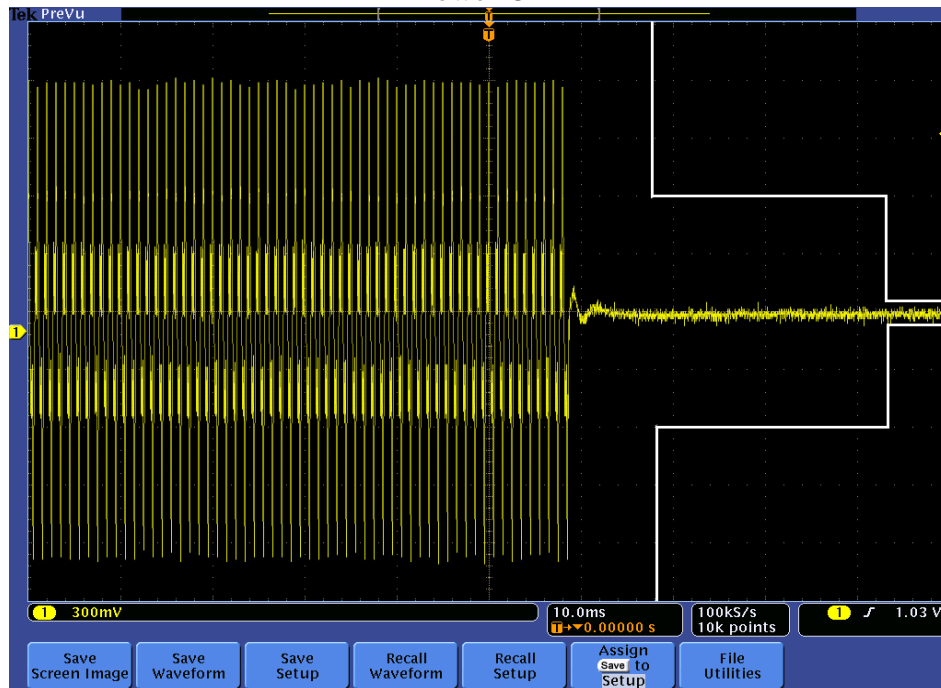 Tek PreVu
T
T
1
1 300mV
10.0ms
T→▼0.00000 s
100kS/s
10k points
1 ʃ 1.03 V
Save
Screen Image
Save
Waveform
Save
Setup
Recall
Waveform
Recall
Setup
Assign
Save to
Setup
File
Utilities